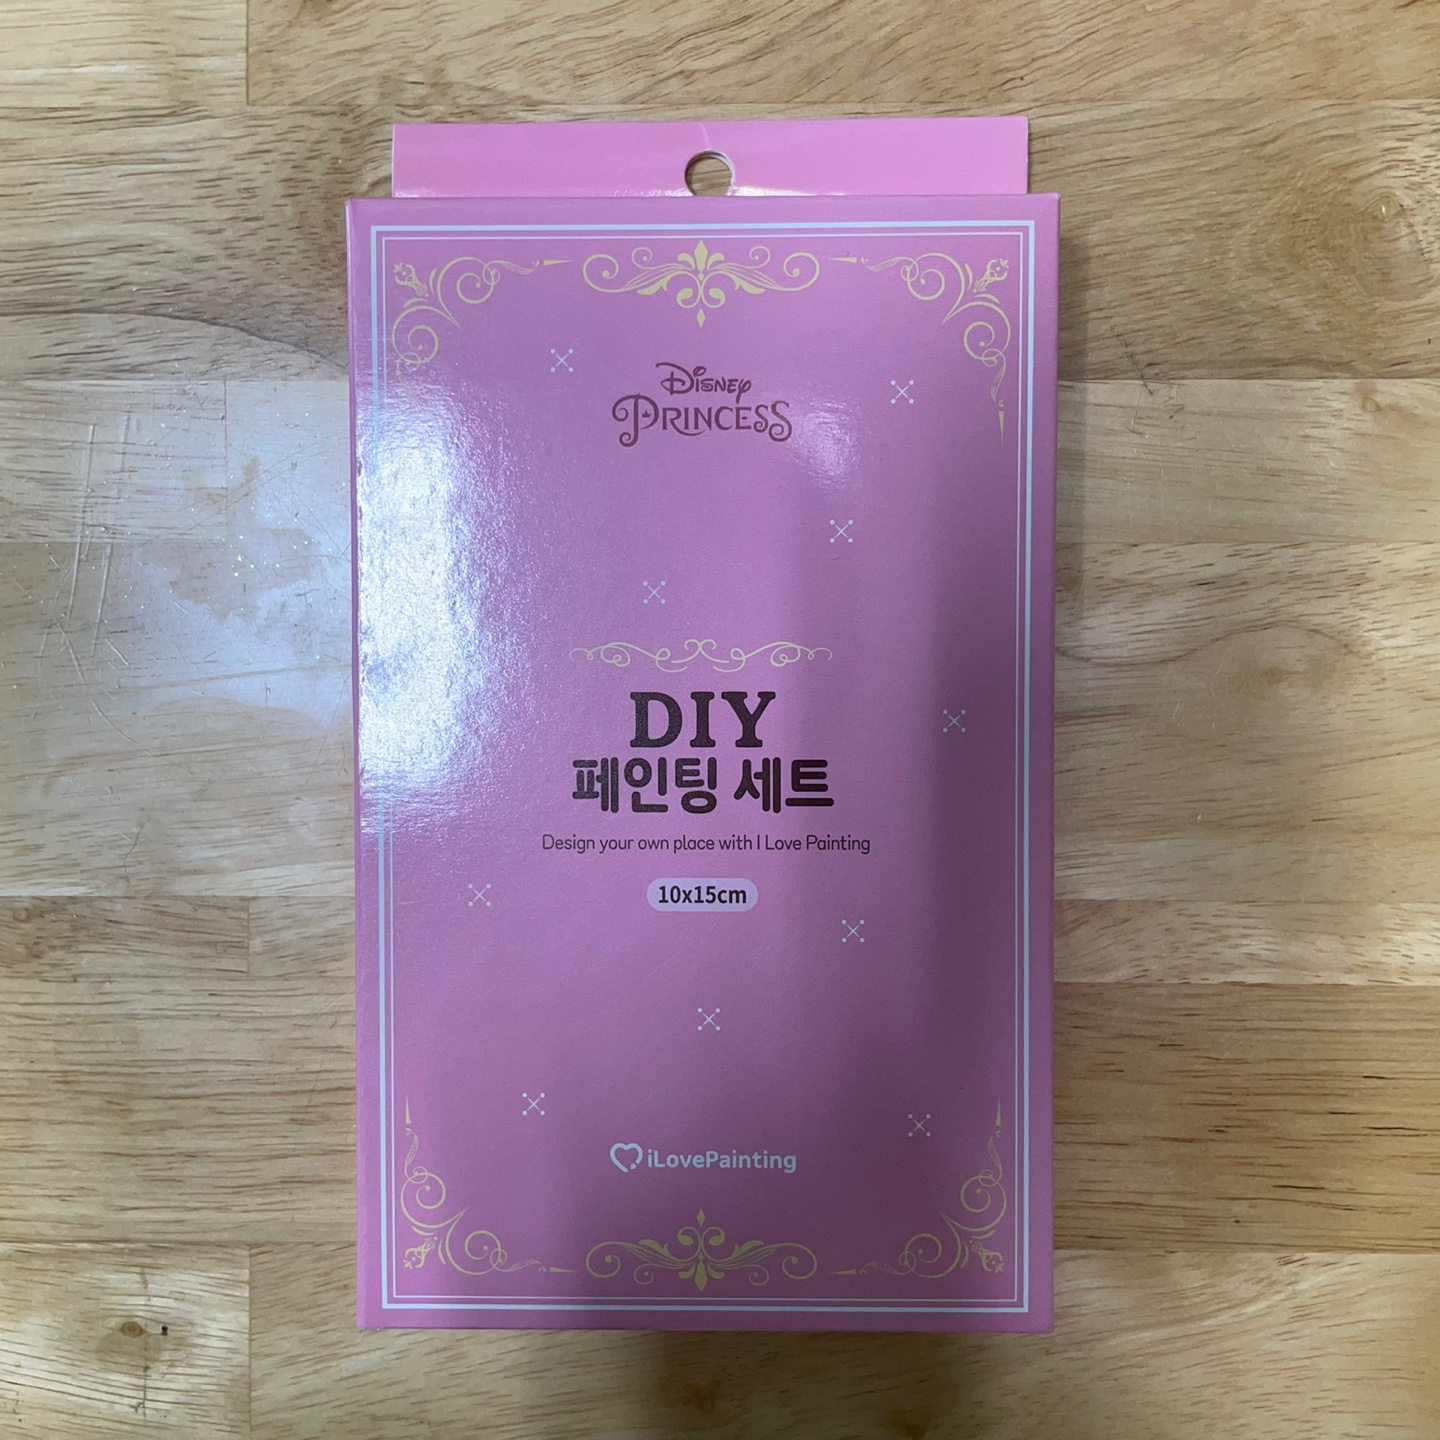 Disney
PRINCESS
DIY
페인팅 세트
Design your own place with I Love Painting
10x15cm
iLovePainting